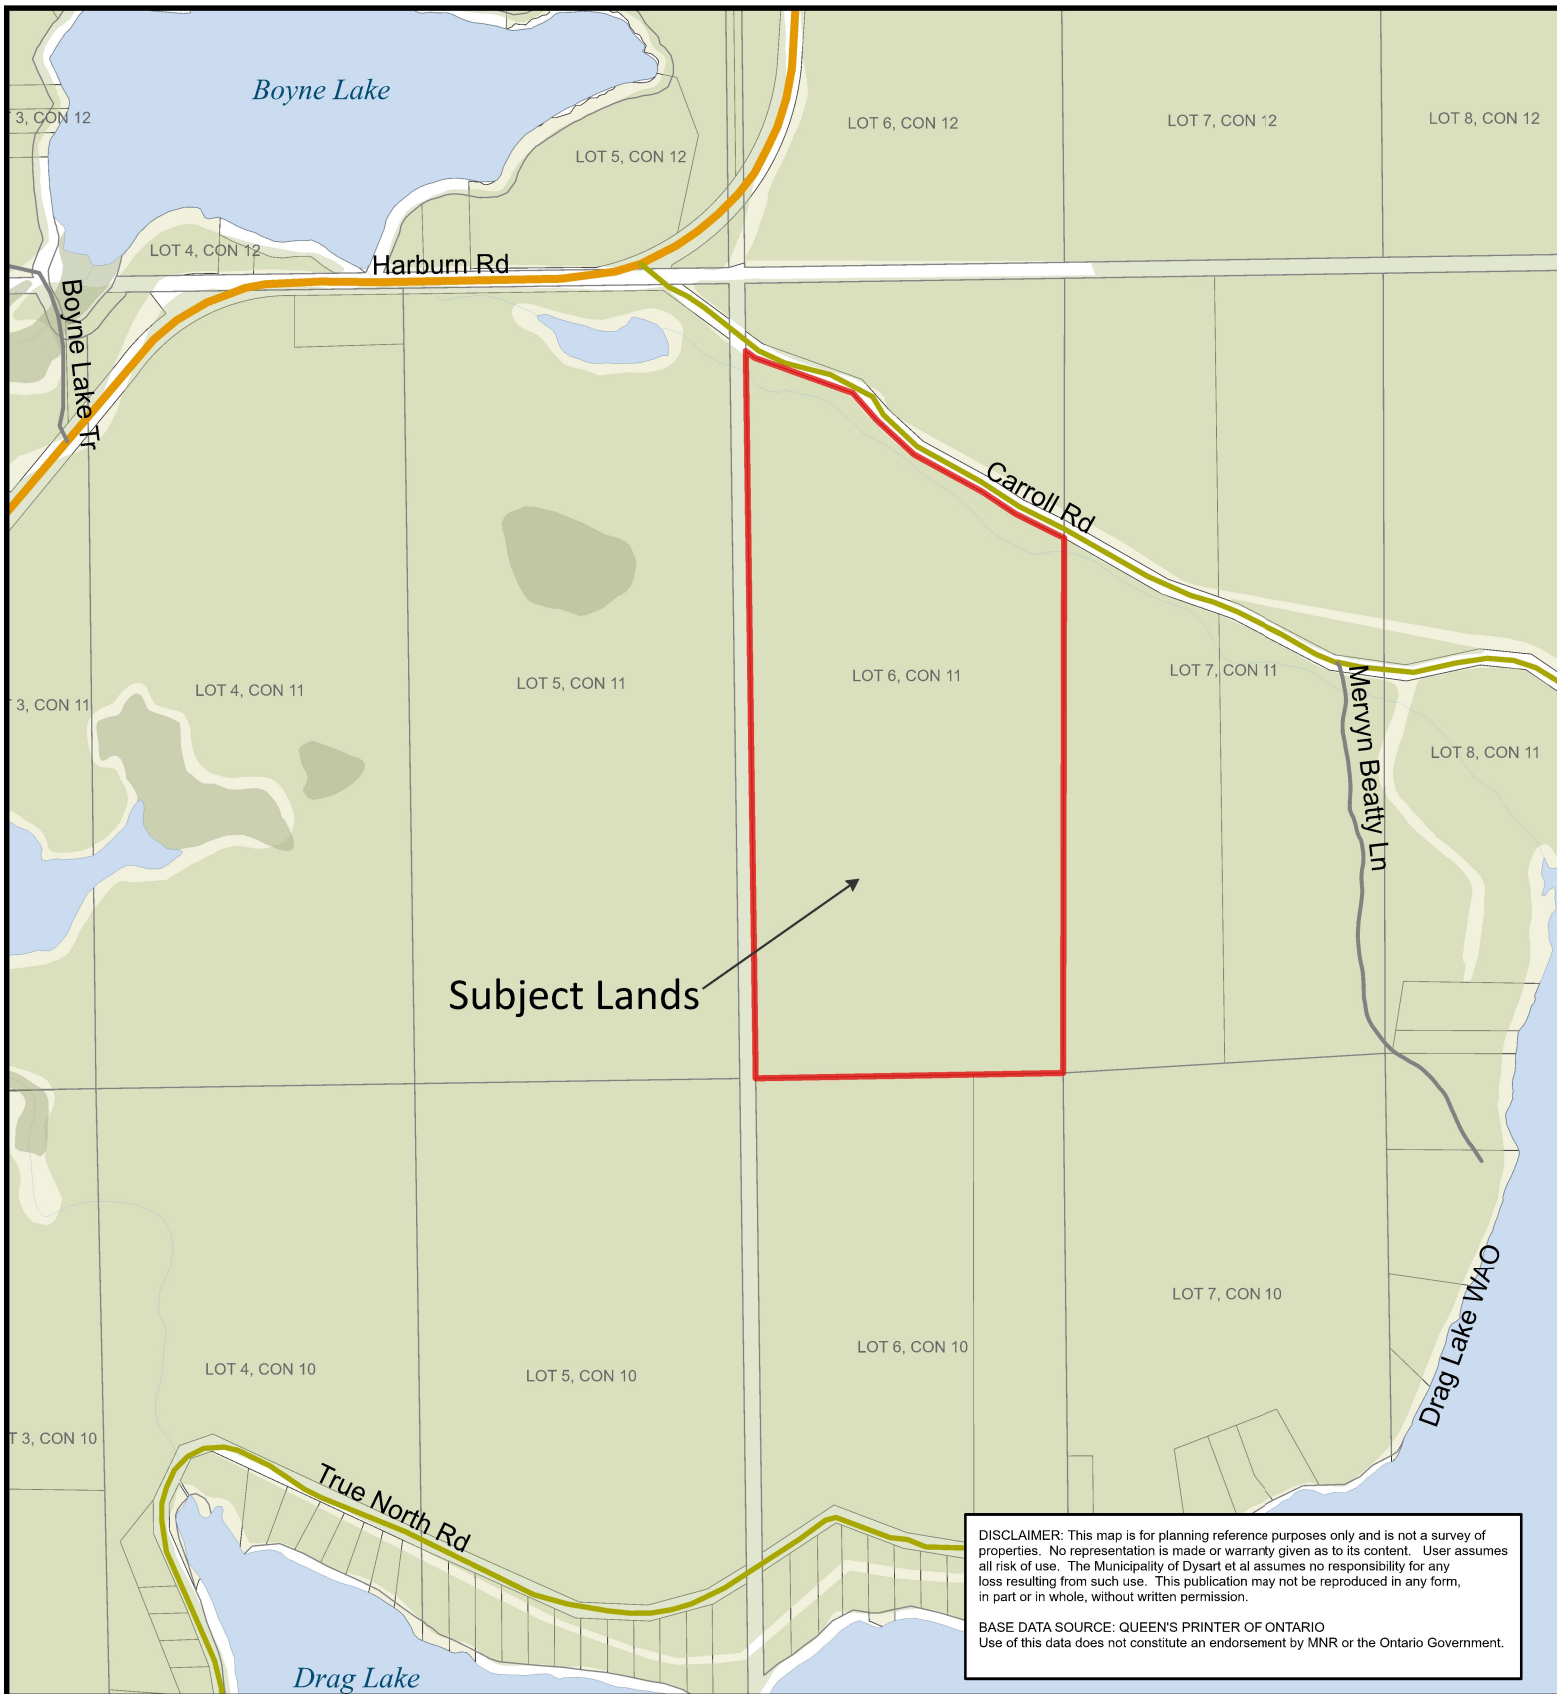 Boyne Lake
3, CON 12
LOT 6, CON 12
LOT 7, CON 12
LOT 8, CON 12
LOT 5, CON 12
LOT 4, CON 12
Harburn Rd
Boyne Lake Tr
Carroll Rd
LOT 4, CON 11
LOT 5, CON 11
LOT 6, CON 11
LOT 7, CON 11
3, CON 11
Mervyn Beatty Ln
LOT 8, CON 11
Subject Lands
LOT 7, CON 10
LOT 6, CON 10
Drag Lake WAO
LOT 4, CON 10
LOT 5, CON 10
T 3, CON 10
True North Rd
DISCLAIMER: This map is for planning reference purposes only and is not a survey of
properties. No representation is made or warranty given as to its content. User assumes
all risk of use. The Municipality of Dysart et al assumes no responsibility for any
loss resulting from such use. This publication may not be reproduced in any form,
in part or in whole, without written permission.
BASE DATA SOURCE: QUEEN'S PRINTER OF ONTARIO
Use of this data does not constitute an endorsement by MNR or the Ontario Government.
Drag Lake